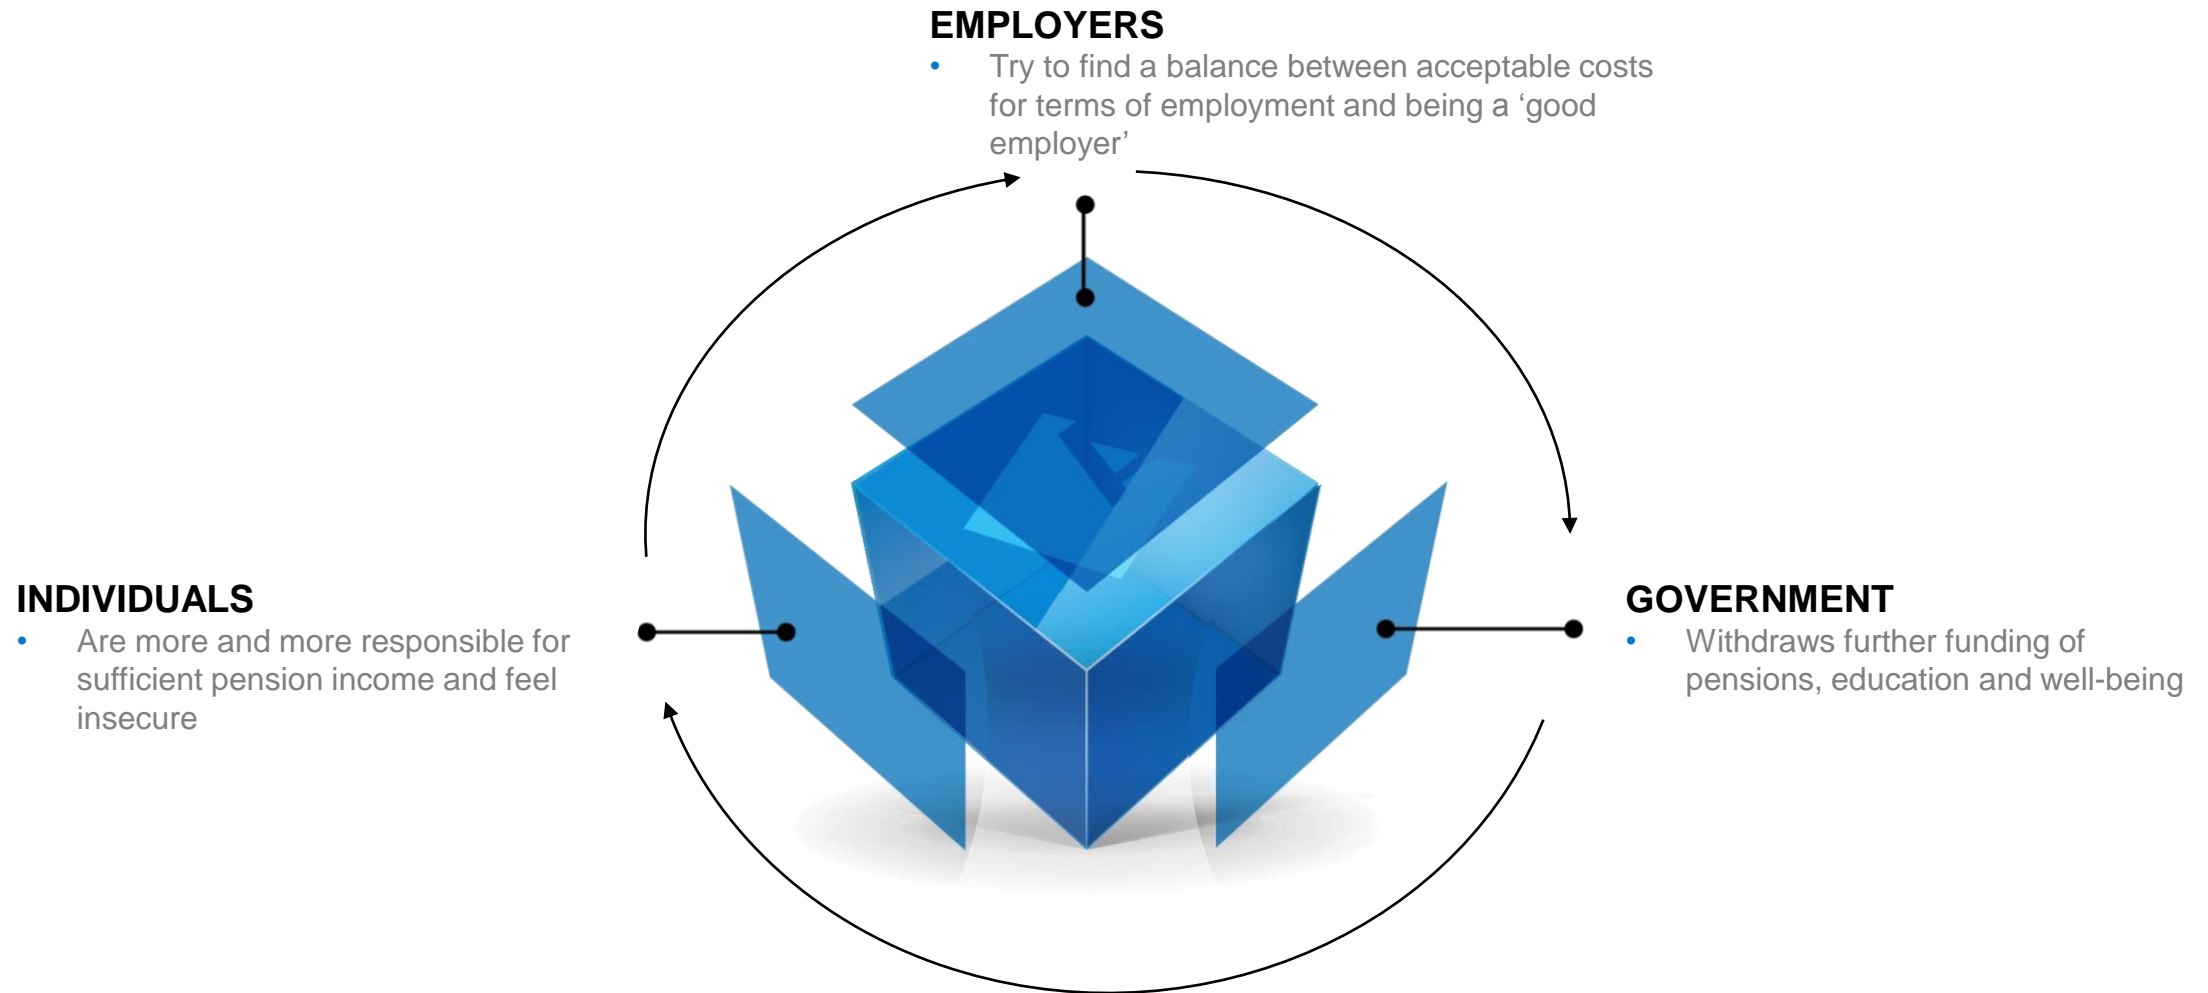 EMPLOYERS
• Try to find a balance between acceptable costs
for terms of employment and being a ‘good
employer’
INDIVIDUALS
• Are more and more responsible for
sufficient pension income and feel
insecure
GOVERNMENT
• Withdraws further funding of
pensions, education and well-being